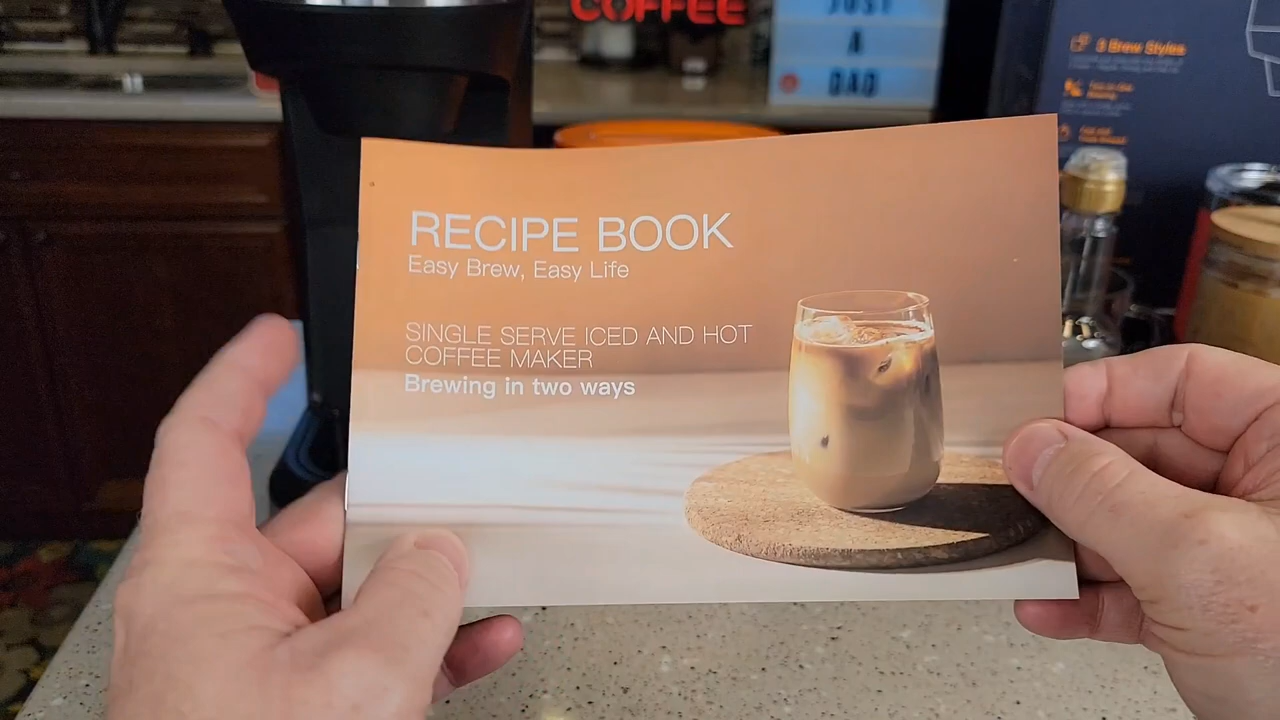 COFFEE
JUST
A
DAD
3 Brew Styles
RECIPE BOOK
Easy Brew, Easy Life
SINGLE SERVE ICED AND HOT
COFFEE MAKER
Brewing in two ways